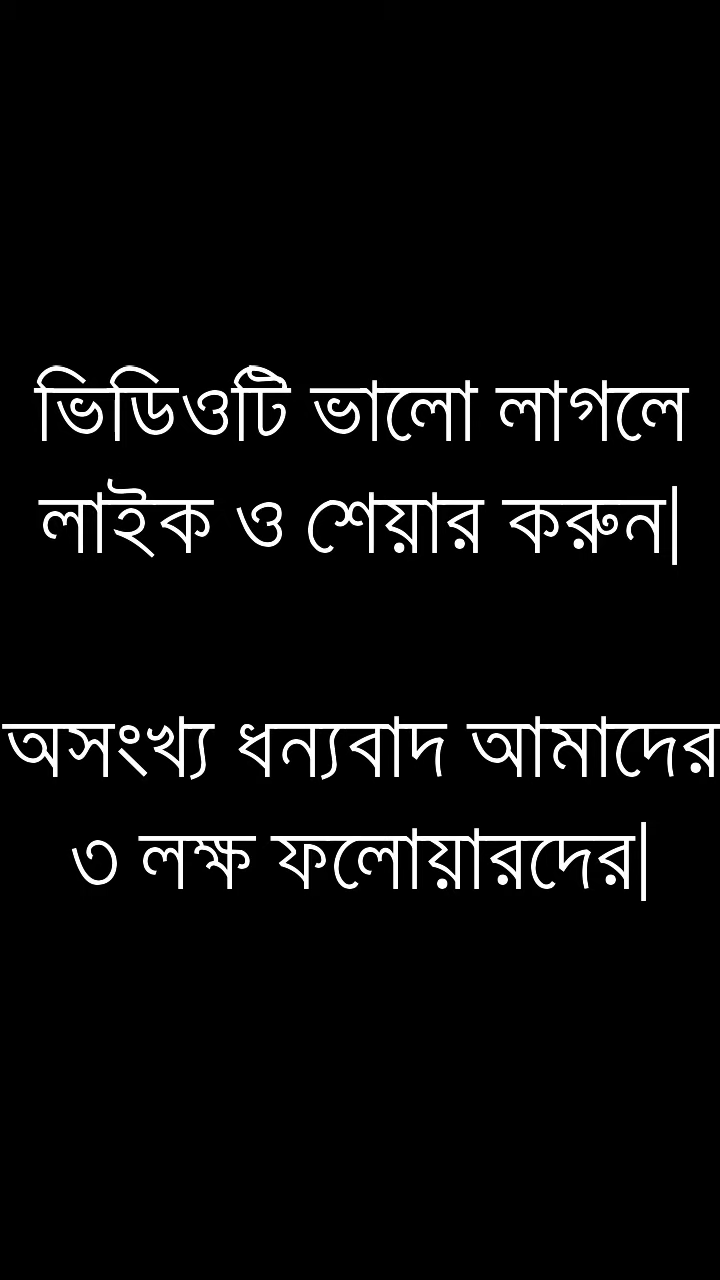 ভিডিওটি ভালো লাগলে
লাইক ও শেয়ার করুন|
অসংখ্য ধন্যবাদ আমাদের
৩ লক্ষ ফলোয়ারদের|